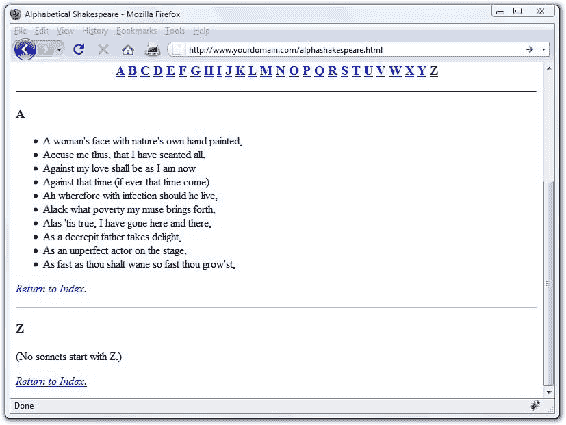 Alphabetical Shakespeare - Mozilla Firefox
File Edit View History Bookmarks Tools Help
http://www.yourdomain.com/alphashakespeare.html
A B C D E F G H I J K L M N O P Q R S T U V W X Y Z
A
• A woman's face with nature's own hand painted,
• Accuse me thus, that I have scanted all,
• Against my love shall be as I am now
• Against that time (if ever that time come)
• Ah wherefore with infection should he live,
• Alack what poverty my muse brings forth,
• Alas 'tis true, I have gone here and there,
• As a decrepit father takes delight,
• As an unperfect actor on the stage,
• As fast as thou shalt wane so fast thou grow'st,
Return to Index.
Z
(No sonnets start with Z.)
Return to Index.
Done